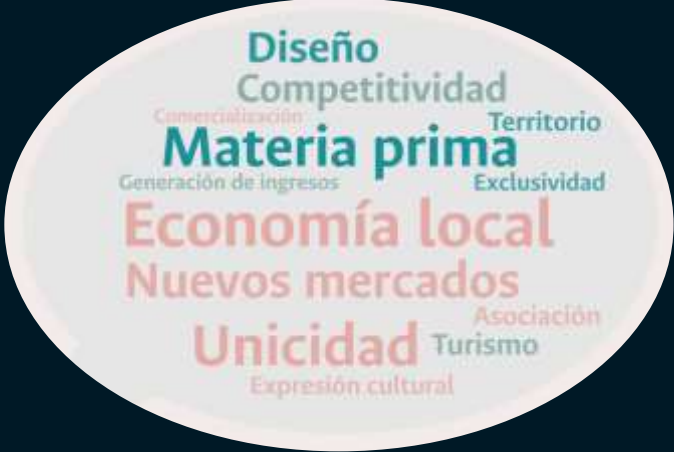 Diseño
Competitividad
Comercialización
Territorio
Materia prima
Generación de ingresos
Exclusividad
Economía local
Nuevos mercados
Asociación
Unicidad
Turismo
Expresión cultural